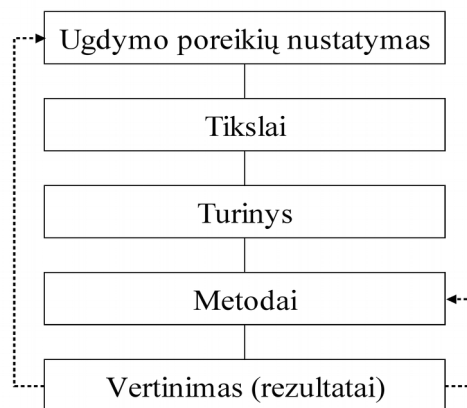 Ugdymo poreikių nustatymas
Tikslai
Turinys
Metodai
Vertinimas (rezultatai)